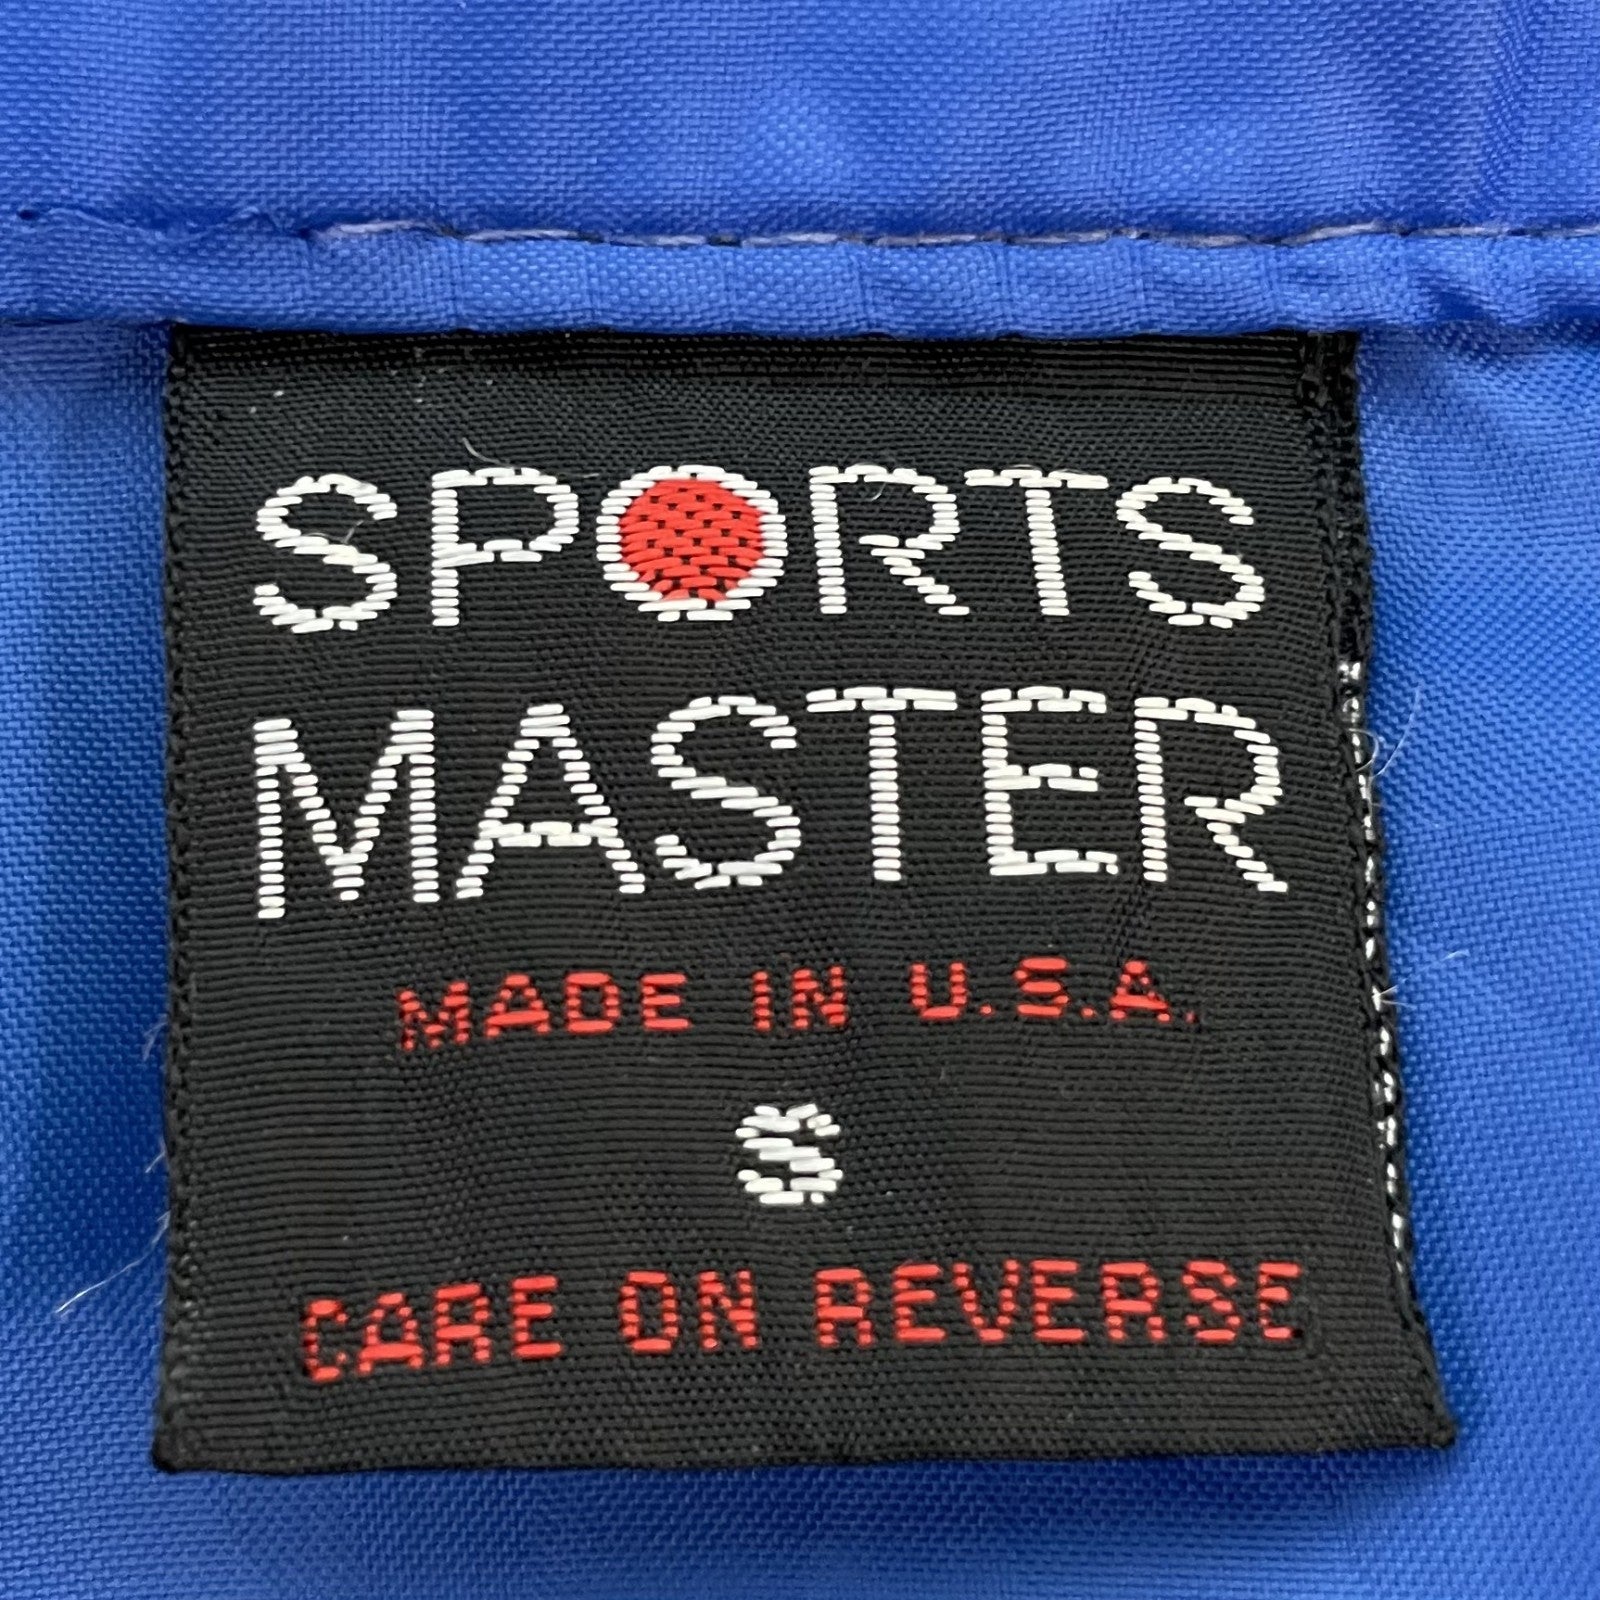 SPORTS
MASTER
MADE IN U.S.A.
S
CARE ON REVERSE